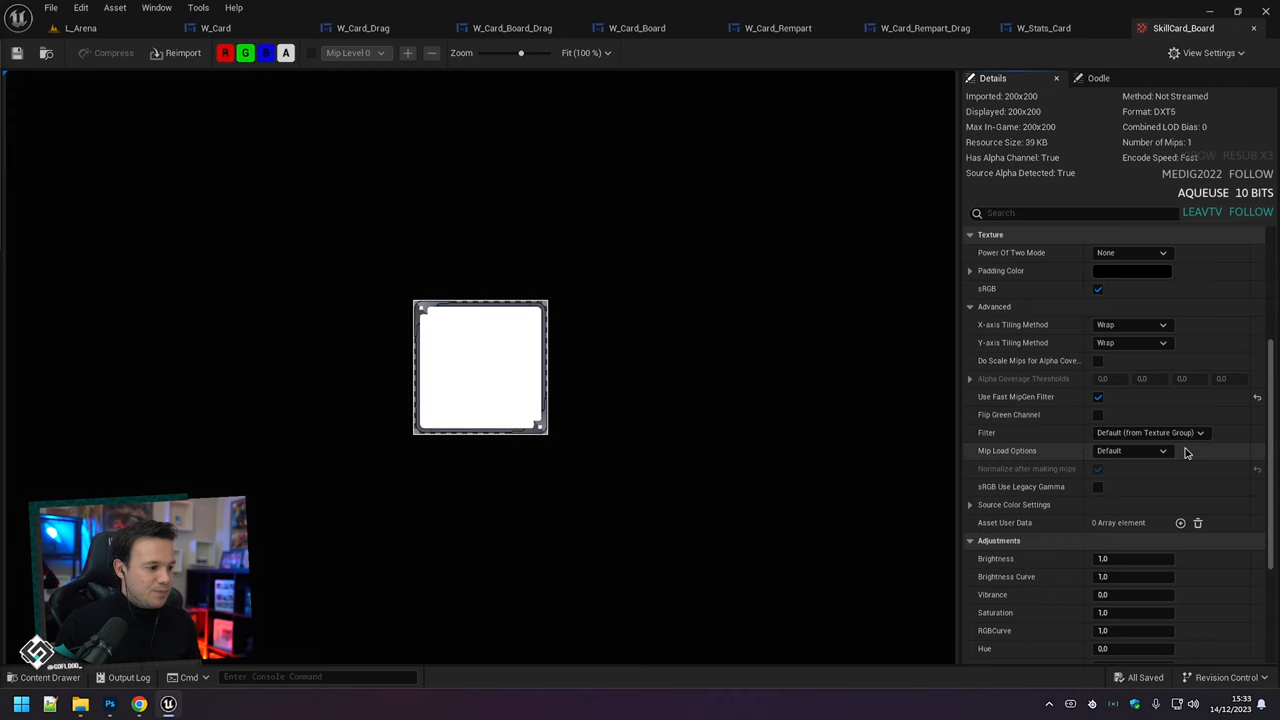 File Edit Asset Window Tools Help
L_Arena W_Card W_Card_Drag W_Card_Board_Drag W_Card_Board W_Card_Rempart W_Card_Rempart_Drag W_Stats_Card SkillCard_Board
Compress Reimport R G B A Mip Level 0 Zoom Fit (100 %) View Settings
Details Oodle
Imported: 200x200 Method: Not Streamed
Displayed: 200x200 Format: DXT5
Max In-Game: 200x200 Combined LOD Bias: 0
Resource Size: 39 KB Number of Mips: 1
Has Alpha Channel: True Encode Speed: Fast RESUB X3
Source Alpha Detected: True MEDIG2022 FOLLOW
AQUEUSE 10 BITS
Search LEAVTV FOLLOW
Texture
Power Of Two Mode None
Padding Color
sRGB
Advanced
X-axis Tiling Method Wrap
Y-axis Tiling Method Wrap
Do Scale Mips for Alpha Cove...
Alpha Coverage Thresholds 0,0 0,0 0,0 0,0
Use Fast MipGen Filter
Flip Green Channel
Filter Default (from Texture Group)
Mip Load Options Default
Normalize after making mips
sRGB Use Legacy Gamma
Source Color Settings
Asset User Data 0 Array element
Adjustments
Brightness 1,0
Brightness Curve 1,0
Vibrance 0,0
Saturation 1,0
RGBCurve 1,0
Hue 0,0
Content Drawer Output Log Cmd Enter Console Command All Saved Revision Control
15:33
14/12/2023